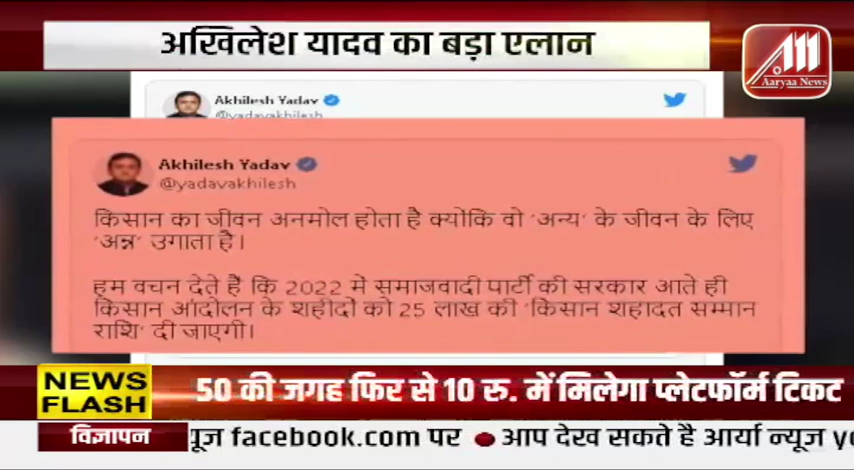 अखिलेश यादव का बड़ा एलान
Aaryaa News
Akhilesh Yadav
@yadavakhilesh
Akhilesh Yadav
@yadavakhilesh
किसान का जीवन अनमोल होता है क्योंकि वो ‘अन्य’ के जीवन के लिए
‘अन्न’ उगाता है।
हम वचन देते हैं कि 2022 में समाजवादी पार्टी की सरकार आते ही
किसान आंदोलन के शहीदों को 25 लाख की ‘किसान शहादत सम्मान
राशि’ दी जाएगी।
NEWS
FLASH
50 की जगह फिर से 10 रु. में मिलेगा प्लेटफॉर्म टिकट
विज्ञापन
यूज facebook.com पर ● आप देख सकते है आर्या न्यूज